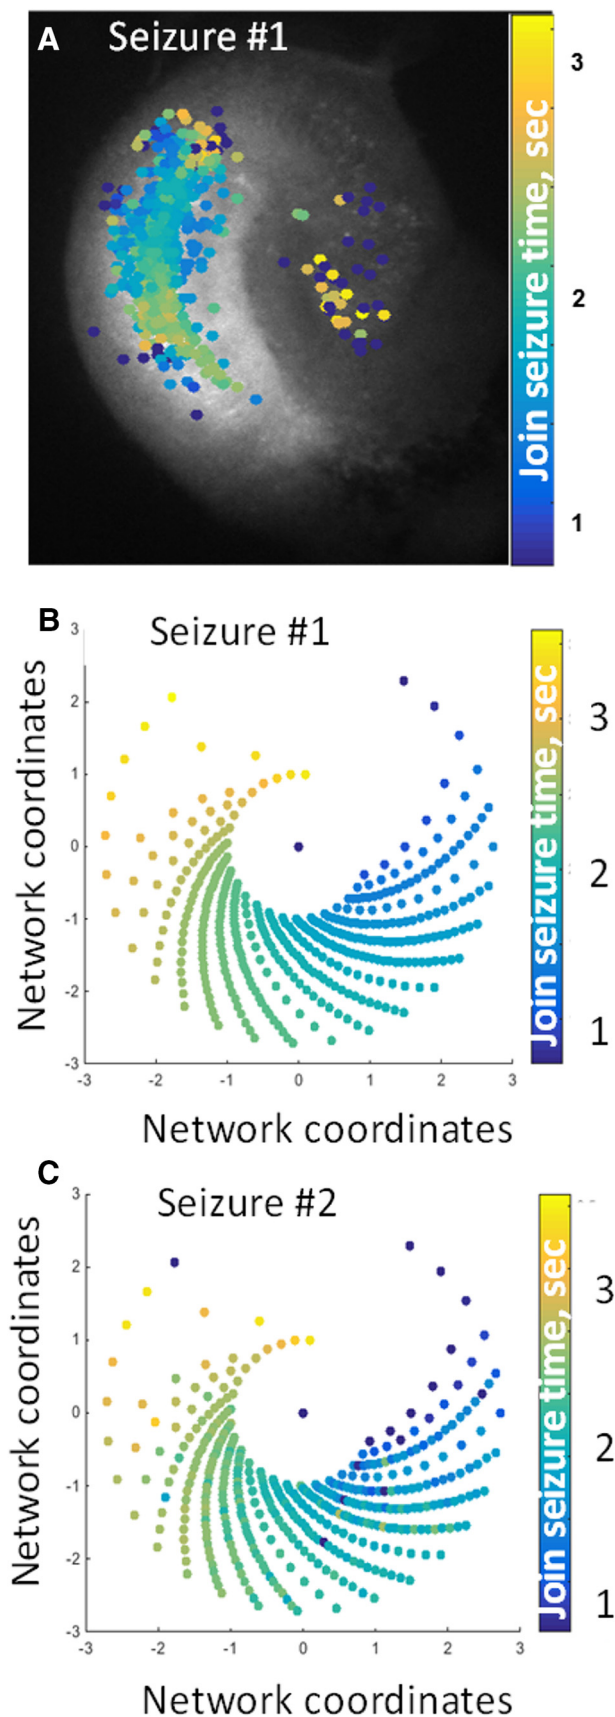 A
Seizure #1
3
2
1
Join seizure time, sec
B
Seizure #1
3
2
1
0
-1
-2
-3
-3
-2
-1
0
1
2
3
Network coordinates
Network coordinates
3
2
1
Join seizure time, sec
C
Seizure #2
3
2
1
0
-1
-2
-3
-3
-2
-1
0
1
2
3
Network coordinates
Network coordinates
3
2
1
Join seizure time, sec